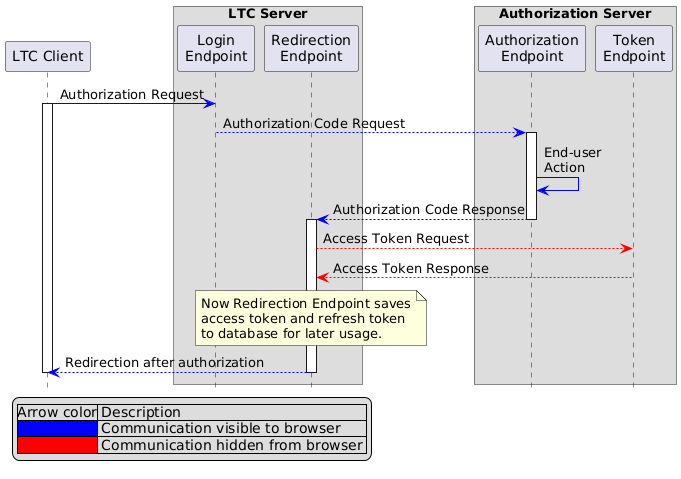 LTC Server
Authorization Server
LTC Client
Login
Endpoint
Redirection
Endpoint
Authorization
Endpoint
Token
Endpoint
Authorization Request
Authorization Code Request
End-user
Action
Authorization Code Response
Access Token Request
Access Token Response
Now Redirection Endpoint saves
access token and refresh token
to database for later usage.
Redirection after authorization
Arrow color Description
Communication visible to browser
Communication hidden from browser